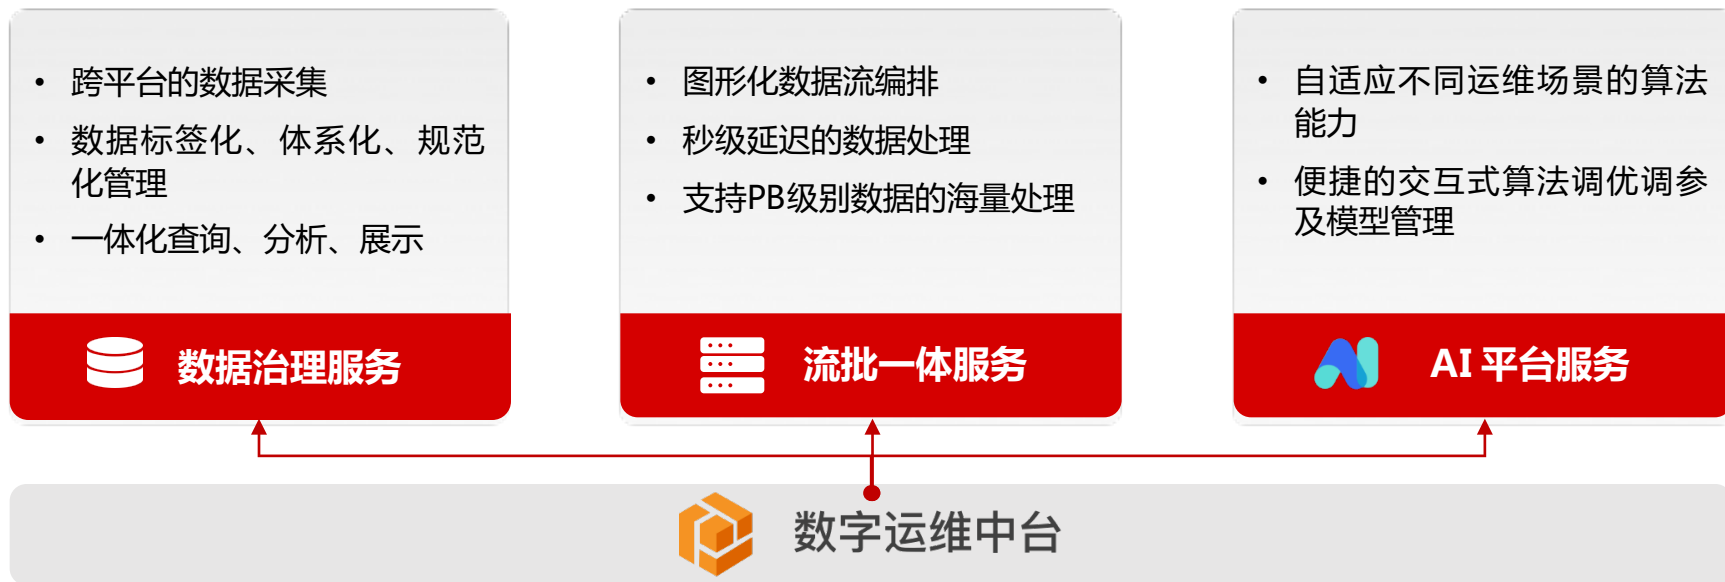 • 跨平台的数据采集
• 数据标签化、体系化、规范
化管理
• 一体化查询、分析、展示
数据治理服务
• 图形化数据流编排
• 秒级延迟的数据处理
• 支持PB级别数据的海量处理
流批一体服务
• 自适应不同运维场景的算法
能力
• 便捷的交互式算法调优调参
及模型管理
AI 平台服务
数字运维中台